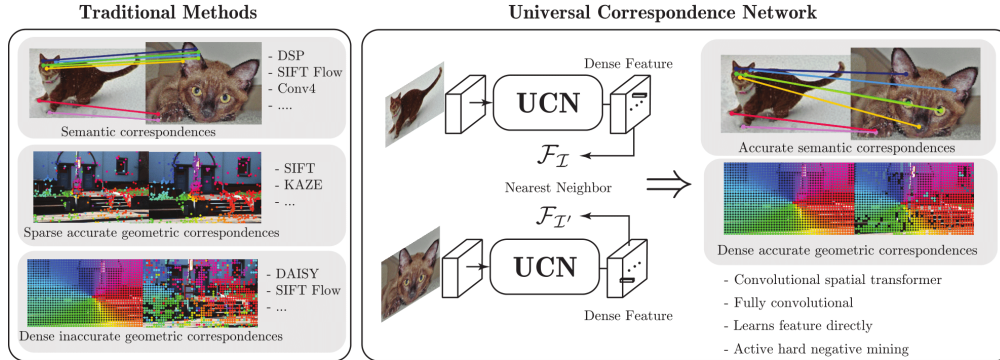 Traditional Methods
- DSP
- SIFT Flow
- Conv4
- ....
Semantic correspondences
- SIFT
- KAZE
- ...
Sparse accurate geometric correspondences
- DAISY
- SIFT Flow
- ...
Dense inaccurate geometric correspondences
Universal Correspondence Network
Dense Feature
UCN
F_I
Nearest Neighbor
F_I'
UCN
Dense Feature
Accurate semantic correspondences
Dense accurate geometric correspondences
- Convolutional spatial transformer
- Fully convolutional
- Learns feature directly
- Active hard negative mining